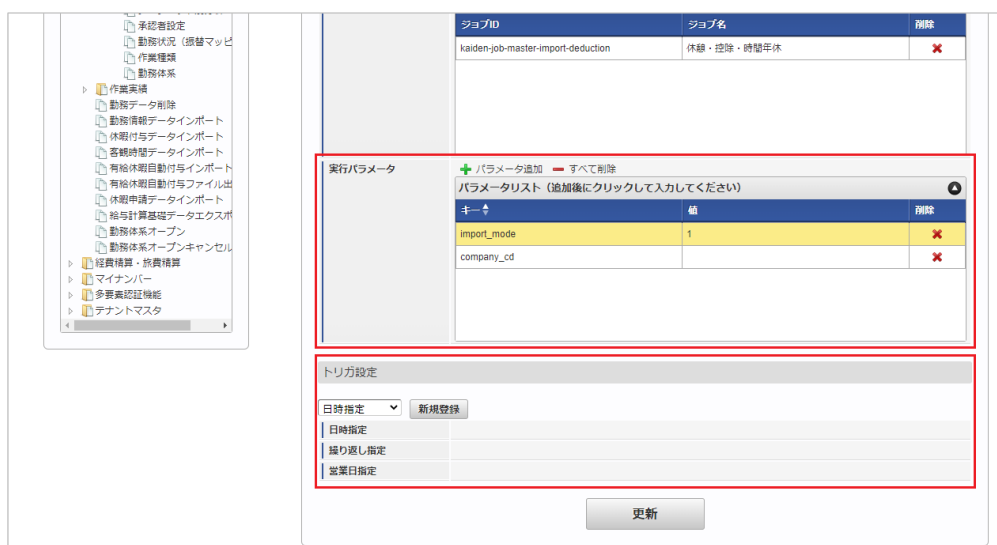 承認者設定
勤務状況（振替マッピ
作業種類
勤務体系
作業実績
勤務データ削除
勤務情報データインポート
休暇付与データインポート
客観時間データインポート
有給休暇自動付与インポート
有給休暇自動付与ファイル出
休暇申請データインポート
給与計算基礎データエクスポ
勤務体系オープン
勤務体系オープンキャンセル
経費精算・旅費精算
マイナンバー
多要素認証機能
テナントマスタ
ジョブID ジョブ名 削除
kaiden-job-master-import-deduction 休憩・控除・時間年休
実行パラメータ
パラメータ追加 すべて削除
パラメータリスト（追加後にクリックして入力してください）
キー 値 削除
import_mode 1
company_cd
トリガ設定
日時指定 新規登録
日時指定
繰り返し指定
営業日指定
更新